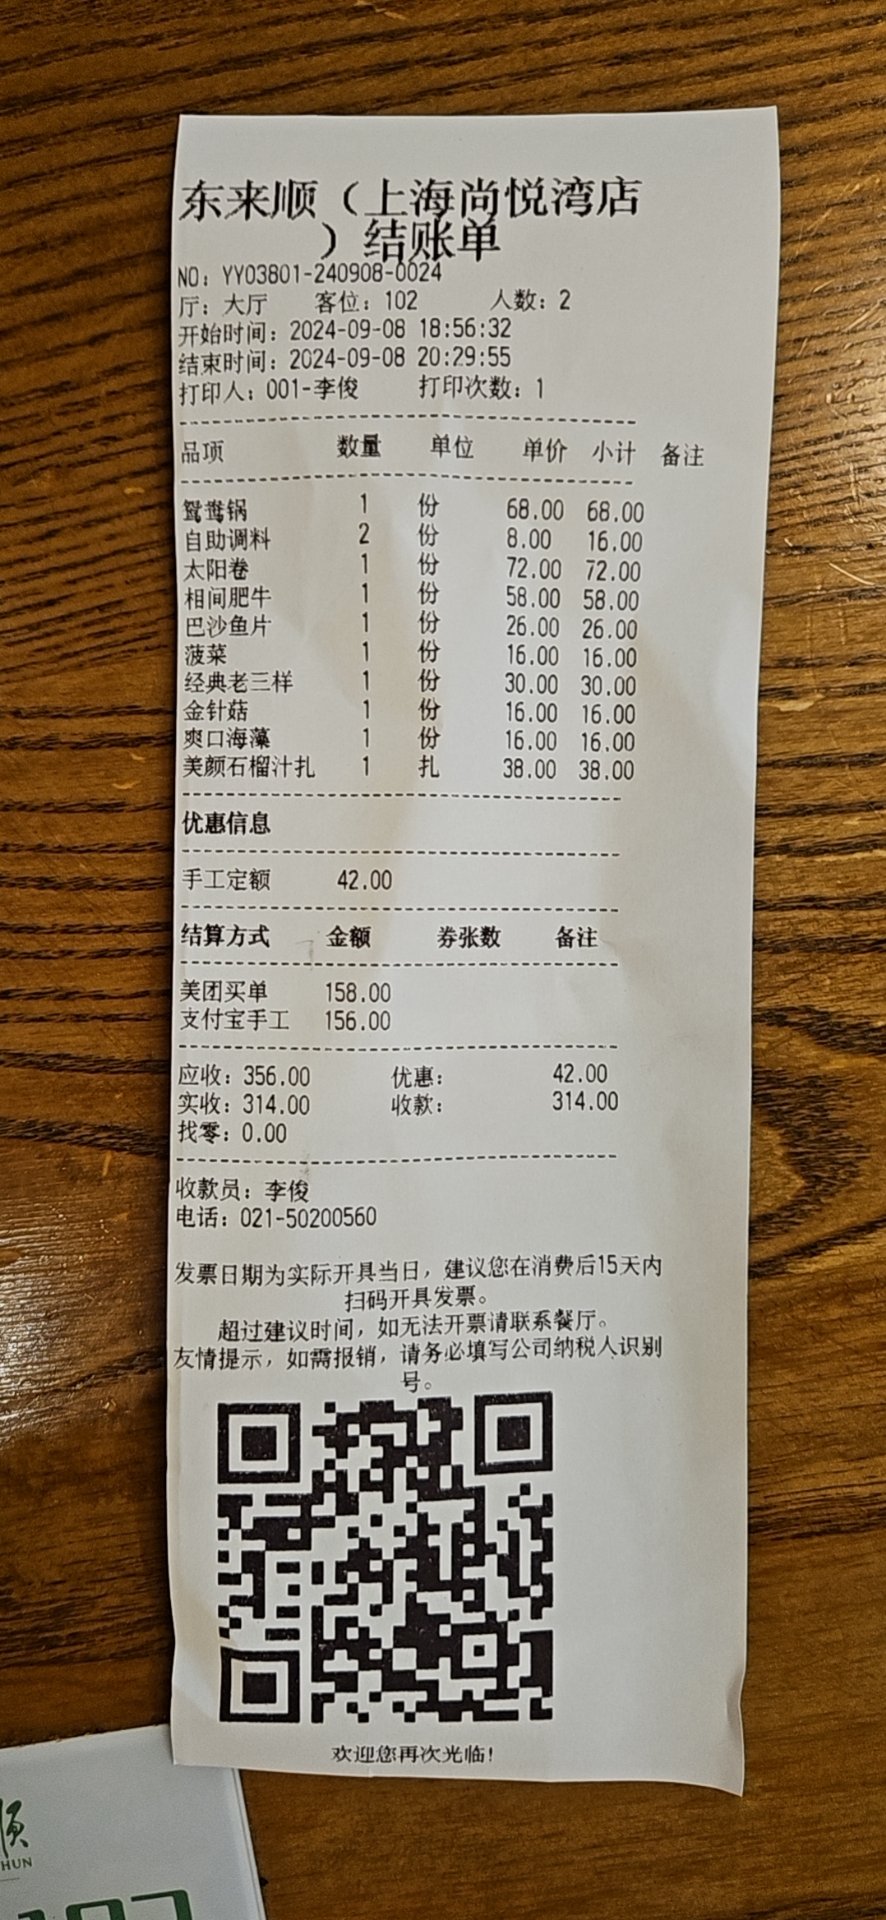 东来顺（上海尚悦湾店
）结账单
NO：YY03801-240908-0024
厅：大厅 客位：102 人数：2
开始时间：2024-09-08 18:56:32
结束时间：2024-09-08 20:29:55
打印人：001-李俊 打印次数：1
品项 数量 单位 单价 小计 备注
鸳鸯锅 1 份 68.00 68.00
自助调料 2 份 8.00 16.00
太阳卷 1 份 72.00 72.00
相间肥牛 1 份 58.00 58.00
巴沙鱼片 1 份 26.00 26.00
菠菜 1 份 16.00 16.00
经典老三样 1 份 30.00 30.00
金针菇 1 份 16.00 16.00
爽口海藻 1 份 16.00 16.00
美颜石榴汁扎 1 扎 38.00 38.00
优惠信息
手工定额 42.00
结算方式 金额 券张数 备注
美团买单 158.00
支付宝手工 156.00
应收：356.00 优惠： 42.00
实收：314.00 收款： 314.00
找零：0.00
收款员：李俊
电话：021-50200560
发票日期为实际开具当日，建议您在消费后15天内
扫码开具发票。
超过建议时间，如无法开票请联系餐厅。
友情提示，如需报销，请务必填写公司纳税人识别
号。
欢迎您再次光临！
顺
HUN